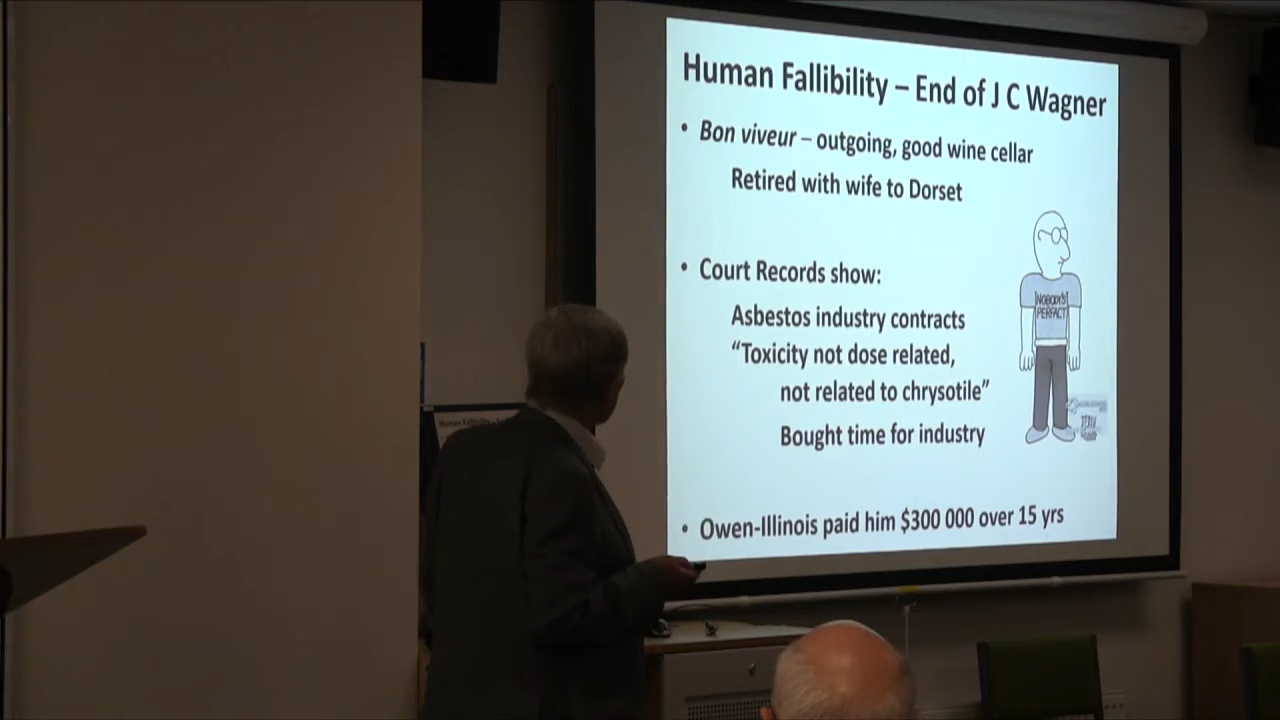 Human Fallibility – End of J C Wagner
• Bon viveur – outgoing, good wine cellar
Retired with wife to Dorset
• Court Records show:
Asbestos industry contracts
“Toxicity not dose related,
not related to chrysotile”
Bought time for industry
• Owen-Illinois paid him $300 000 over 15 yrs
NOBODY'S
PERFACT